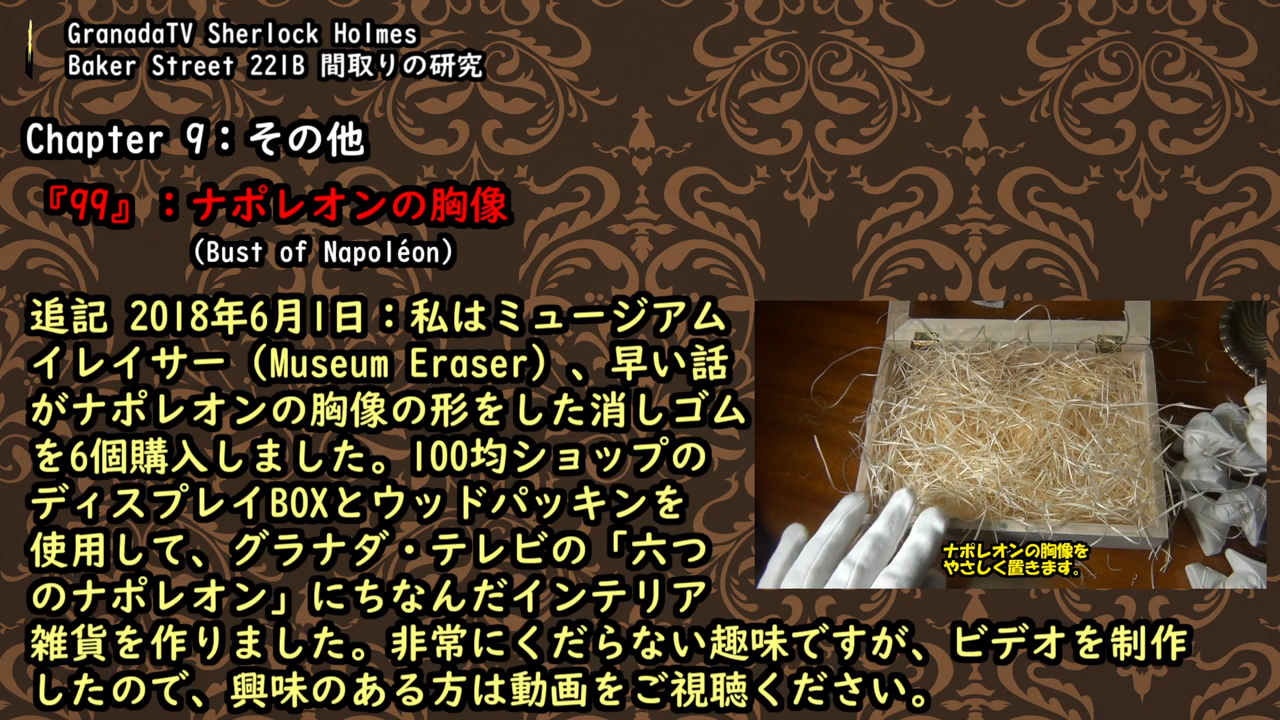 GranadaTV Sherlock Holmes
Baker Street 221B 間取りの研究
Chapter 9：その他
『99』：ナポレオンの胸像
(Bust of Napoléon)
追記 2018年6月1日：私はミュージアム
イレイサー（Museum Eraser）、早い話
がナポレオンの胸像の形をした消しゴム
を6個購入しました。100均ショップの
ディスプレイBOXとウッドパッキンを
使用して、グラナダ・テレビの「六つ
のナポレオン」にちなんだインテリア
雑貨を作りました。非常にくだらない趣味ですが、ビデオを制作
したので、興味のある方は動画をご視聴ください。
ナポレオンの胸像を
やさしく置きます。